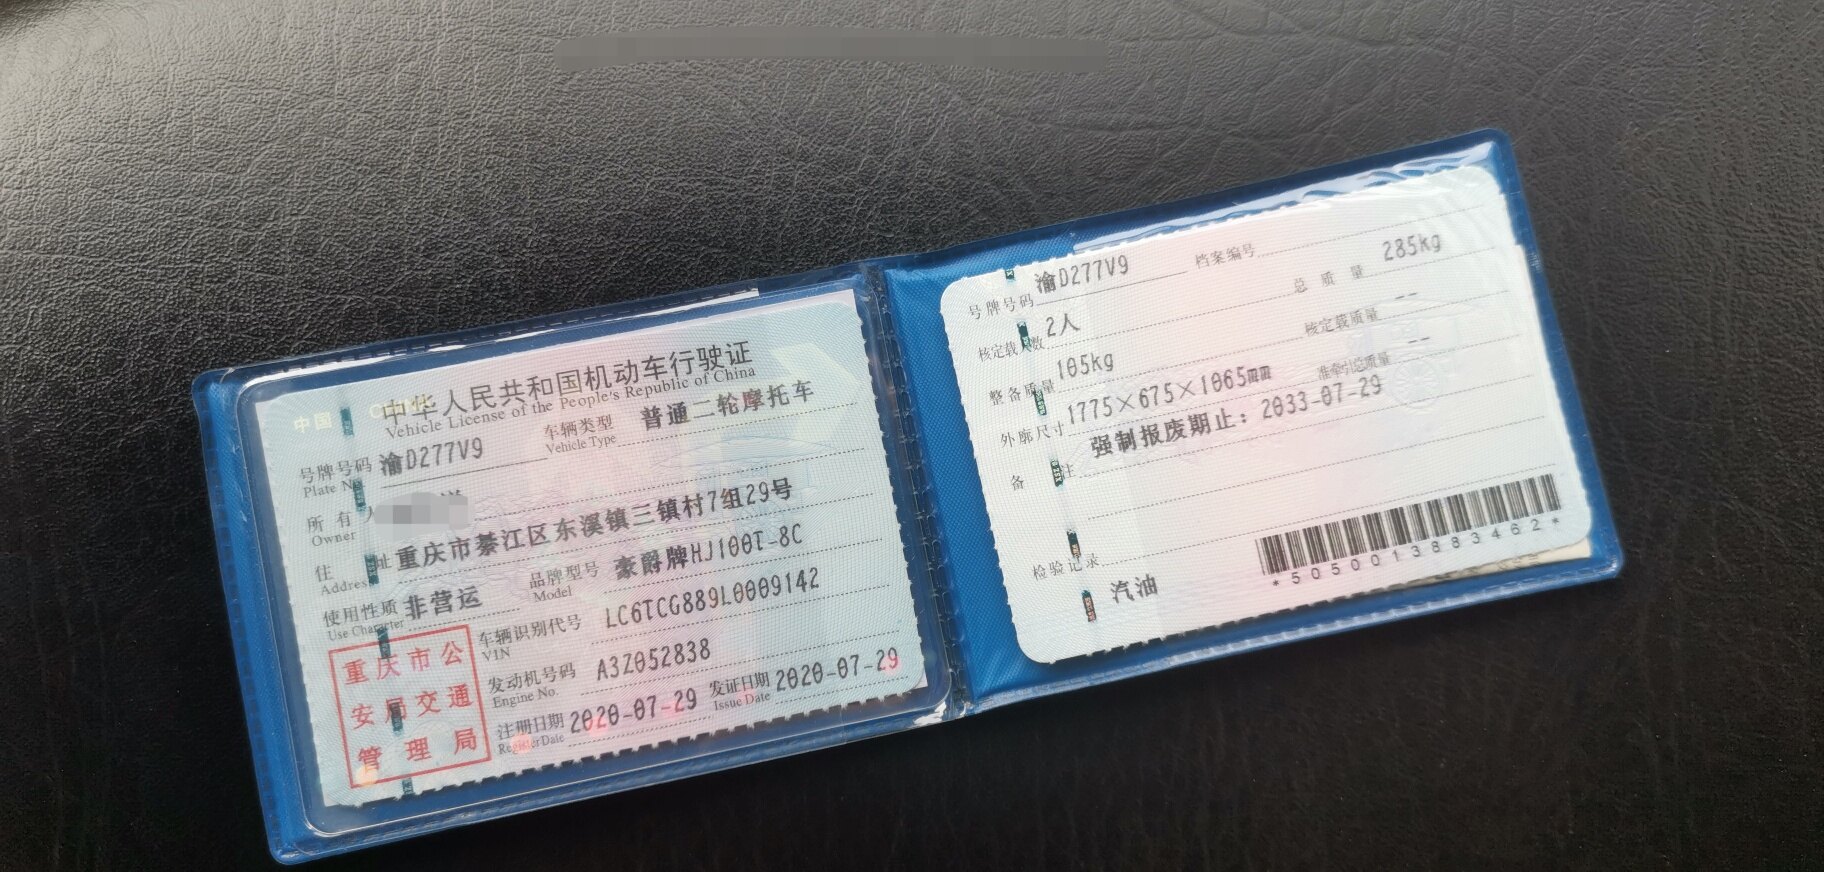 中国 CHINA
中华人民共和国机动车行驶证
Vehicle License of the People's Republic of China
号牌号码 渝D277V9 车辆类型 普通二轮摩托车
Plate No. Vehicle Type
所有人
Owner
住址 重庆市綦江区东溪镇三镇村7组29号
Address
使用性质 非营运 品牌型号 豪爵牌HJ100T-8C
Use Character Model
车辆识别代号 LC6TCG889L0009142
VIN
发动机号码 A3Z052838
Engine No.
注册日期 2020-07-29 发证日期 2020-07-29
Register Date Issue Date
重庆市公
安局交通
管理局
号牌号码 渝D277V9 档案编号
核定载人数 2人 总质量 285kg
整备质量 105kg 核定载质量 --
外廓尺寸 1775×675×1065mm 准牵引总质量 --
备注 强制报废期止：2033-07-29
检验记录
汽油
*5050013883462*